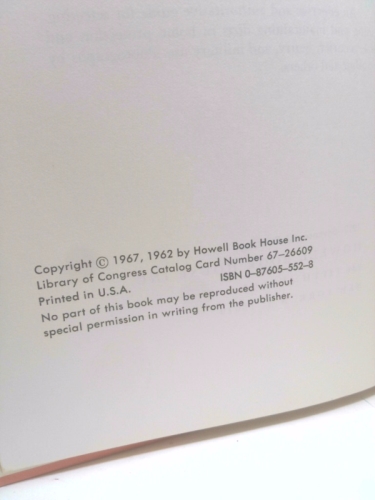 Copyright © 1967, 1962 by Howell Book House Inc.
Library of Congress Catalog Card Number 67–26609
Printed in U.S.A. ISBN 0–87605–552–8
No part of this book may be reproduced without
special permission in writing from the publisher.